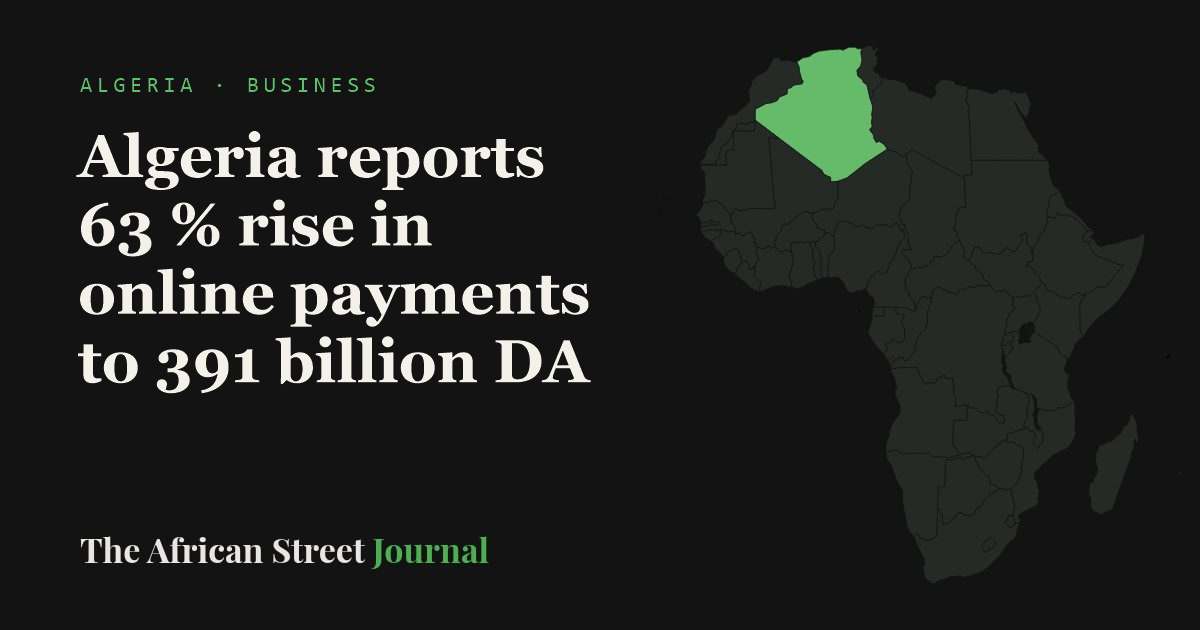 ALGERIA · BUSINESS
Algeria reports
63 % rise in
online payments
to 391 billion DA
The African Street Journal